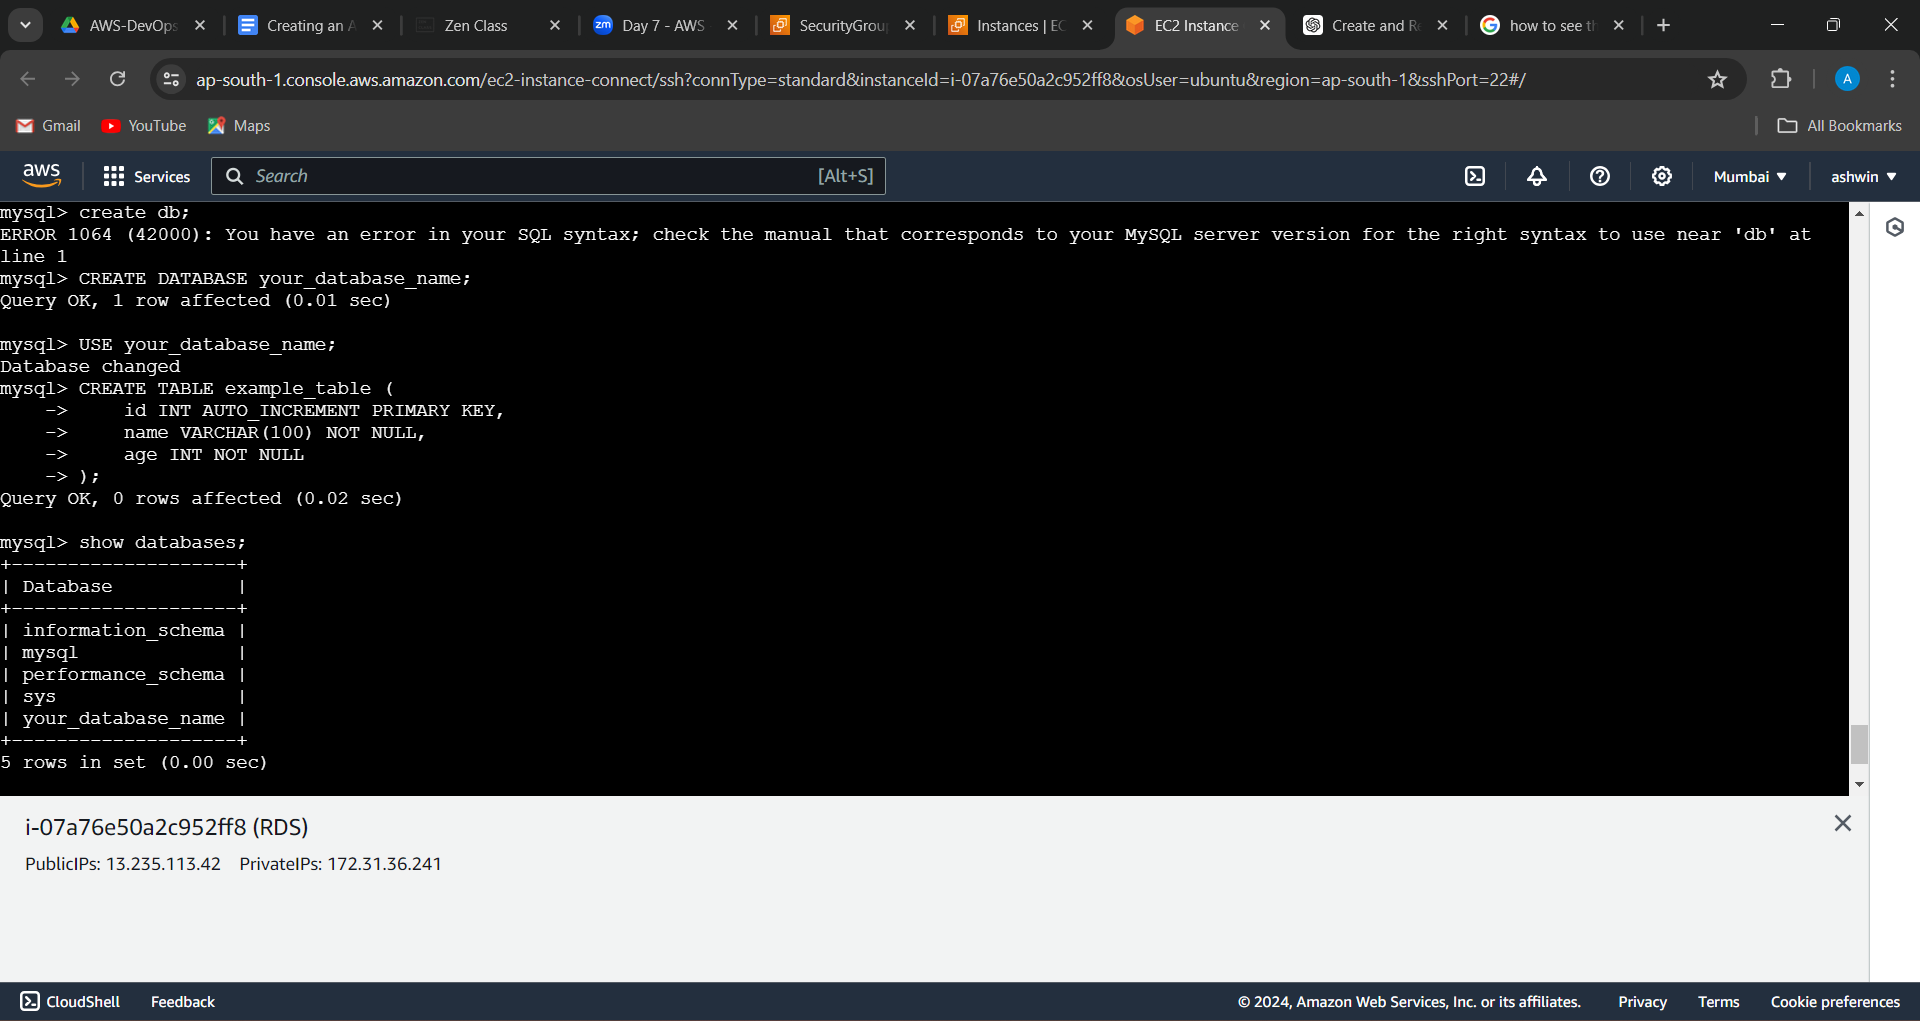 AWS-DevOps
Creating an A
Zen Class
zm Day 7 - AWS
SecurityGrou
Instances | EC
EC2 Instance
Create and Re
how to see th
ap-south-1.console.aws.amazon.com/ec2-instance-connect/ssh?connType=standard&instanceId=i-07a76e50a2c952ff8&osUser=ubuntu&region=ap-south-1&sshPort=22#/
A
Gmail
YouTube
Maps
All Bookmarks
aws
Services
Search
[Alt+S]
Mumbai
ashwin
mysql> create db;
ERROR 1064 (42000): You have an error in your SQL syntax; check the manual that corresponds to your MySQL server version for the right syntax to use near 'db' at
line 1
mysql> CREATE DATABASE your_database_name;
Query OK, 1 row affected (0.01 sec)
mysql> USE your_database_name;
Database changed
mysql> CREATE TABLE example_table (
    ->     id INT AUTO_INCREMENT PRIMARY KEY,
    ->     name VARCHAR(100) NOT NULL,
    ->     age INT NOT NULL
    -> );
Query OK, 0 rows affected (0.02 sec)
mysql> show databases;
+--------------------+
| Database           |
+--------------------+
| information_schema |
| mysql              |
| performance_schema |
| sys                |
| your_database_name |
+--------------------+
5 rows in set (0.00 sec)
i-07a76e50a2c952ff8 (RDS)
PublicIPs: 13.235.113.42 PrivateIPs: 172.31.36.241
CloudShell
Feedback
© 2024, Amazon Web Services, Inc. or its affiliates.
Privacy
Terms
Cookie preferences